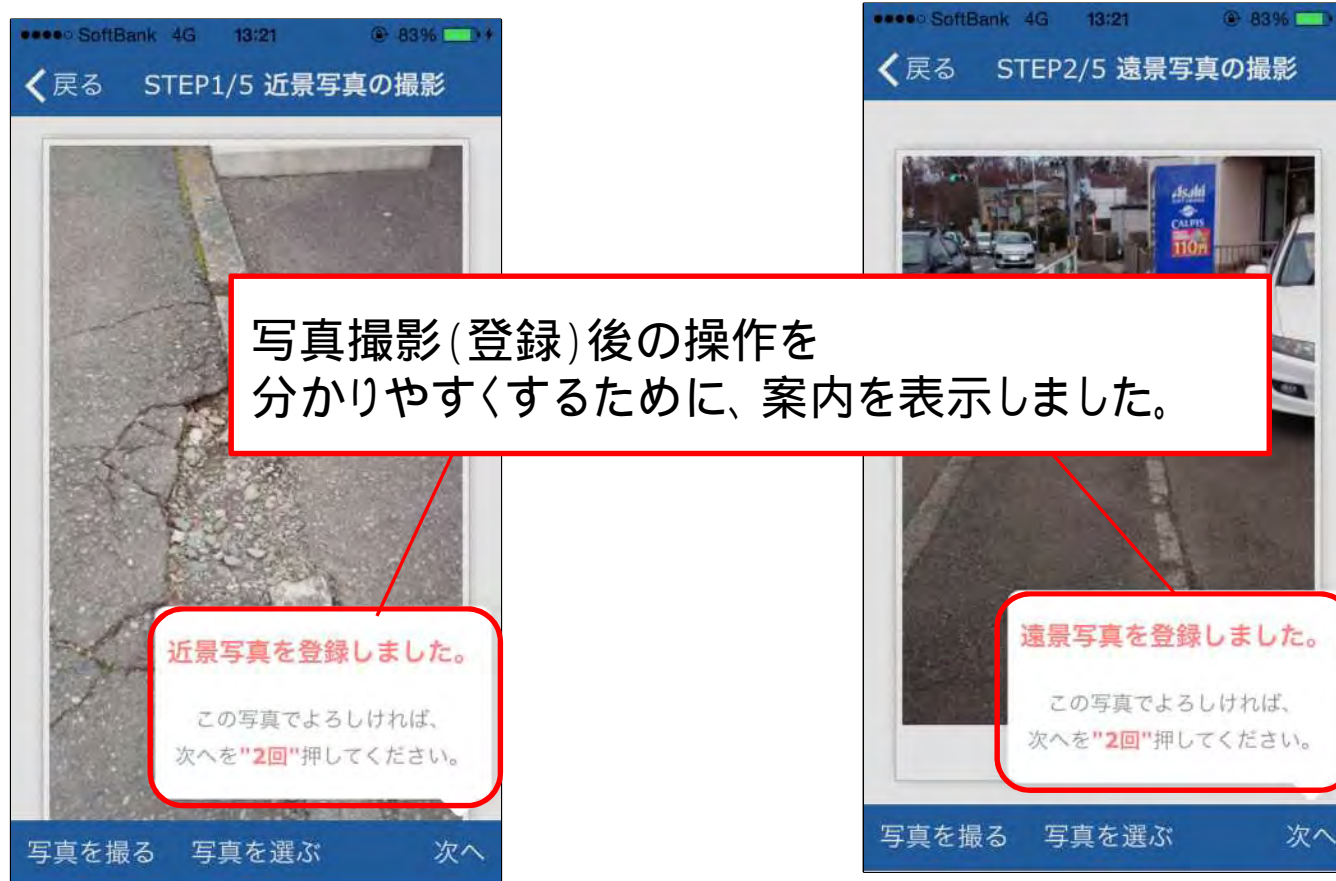 SoftBank 4G 13:21 83%
戻る STEP1/5 近景写真の撮影
近景写真を登録しました。
この写真でよろしければ、
次へを"2回"押してください。
写真を撮る 写真を選ぶ 次へ
写真撮影(登録)後の操作を
分かりやすくするために、案内を表示しました。
SoftBank 4G 13:21 83%
戻る STEP2/5 遠景写真の撮影
Asahi
CALPIS
110円
遠景写真を登録しました。
この写真でよろしければ、
次へを"2回"押してください。
写真を撮る 写真を選ぶ 次へ